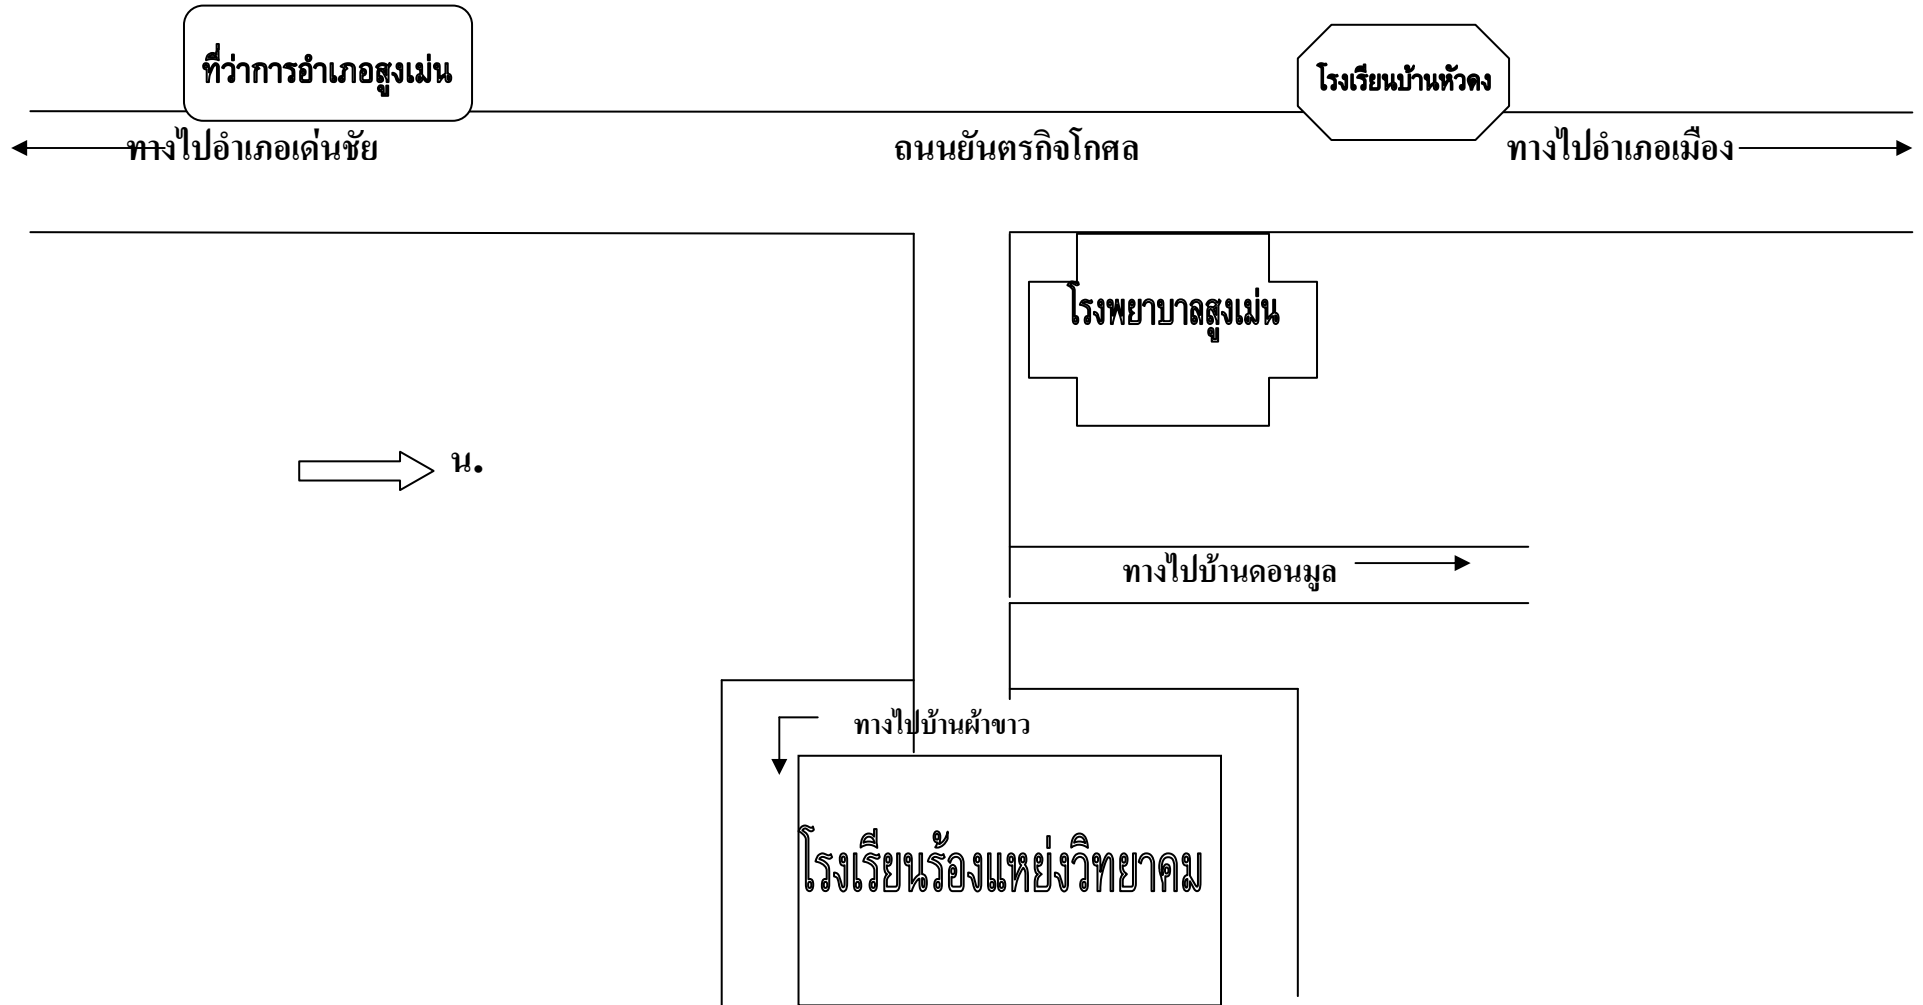 ที่ว่าการอำเภอสูงเม่น
โรงเรียนบ้านหัวดง
ทางไปอำเภอเด่นชัย
ถนนยันตรกิจโกศล
ทางไปอำเภอเมือง
โรงพยาบาลสูงเม่น
น.
ทางไปบ้านดอนมูล
ทางไปบ้านผ้าขาว
โรงเรียนร้องแหย่งวิทยาคม